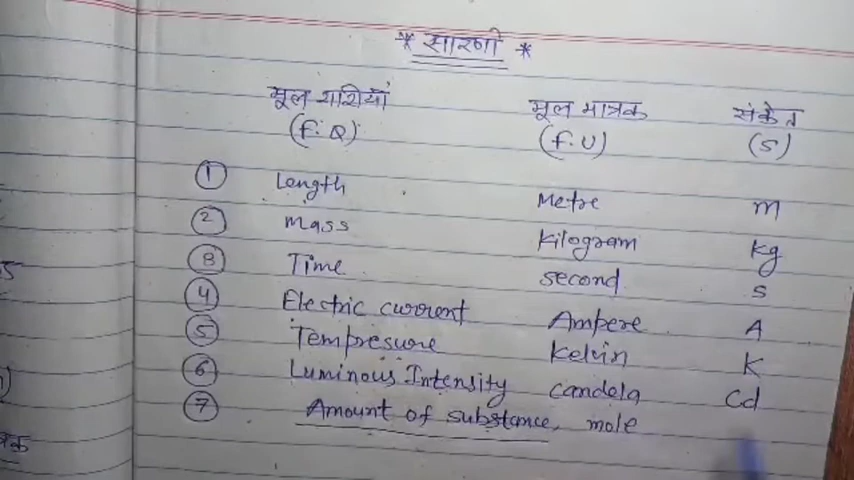 * सारणी *
मूल राशियाँ मूल मात्रक संकेत
(f.Q) (f.U) (S)
1 Length Metre m
2 Mass kilogram kg
3 Time second s
4 Electric current Ampere A
5 Tempresure kelvin K
6 Luminous Intensity candela Cd
7 Amount of substance, mole